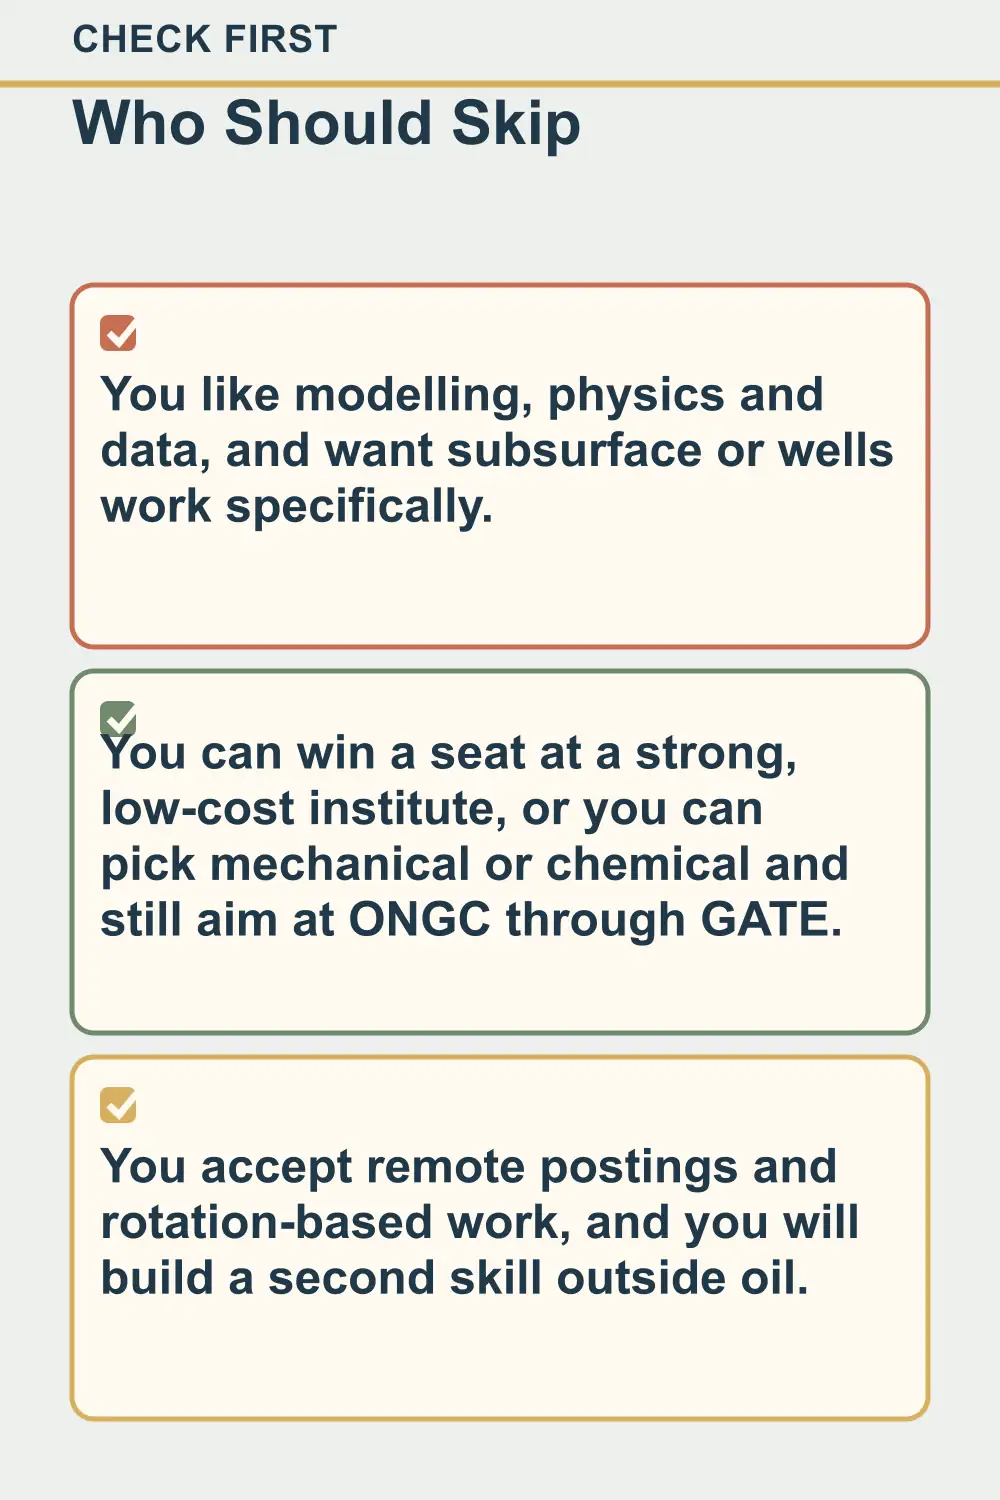 CHECK FIRST
Who Should Skip
You like modelling, physics and
data, and want subsurface or wells
work specifically.
You can win a seat at a strong,
low-cost institute, or you can
pick mechanical or chemical and
still aim at ONGC through GATE.
You accept remote postings and
rotation-based work, and you will
build a second skill outside oil.